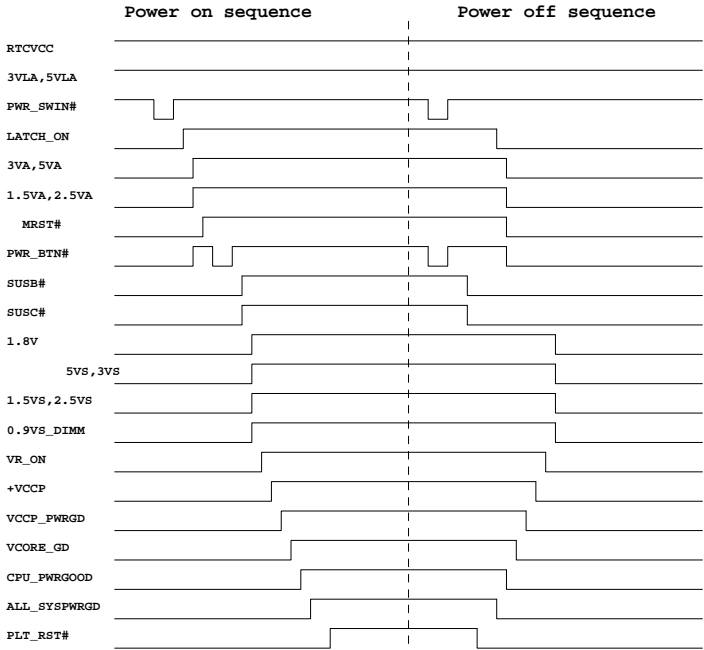 Power on sequence Power off sequence
RTCVCC
3VLA,5VLA
PWR_SWIN#
LATCH_ON
3VA,5VA
1.5VA,2.5VA
MRST#
PWR_BTN#
SUSB#
SUSC#
1.8V
5VS,3VS
1.5VS,2.5VS
0.9VS_DIMM
VR_ON
+VCCP
VCCP_PWRGD
VCORE_GD
CPU_PWRGOOD
ALL_SYSPWRGD
PLT_RST#